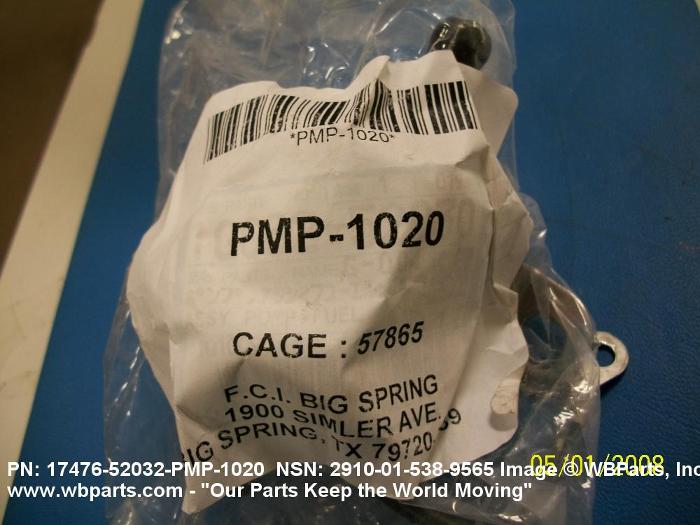 *PMP-1020*
PMP-1020
CAGE : 57865
F.C.I. BIG SPRING
1900 SIMLER AVE.
IG SPRING, TX 79720-
05/01/2008
PN: 17476-52032-PMP-1020 NSN: 2910-01-538-9565 Image © WBParts, Inc
www.wbparts.com - "Our Parts Keep the World Moving"